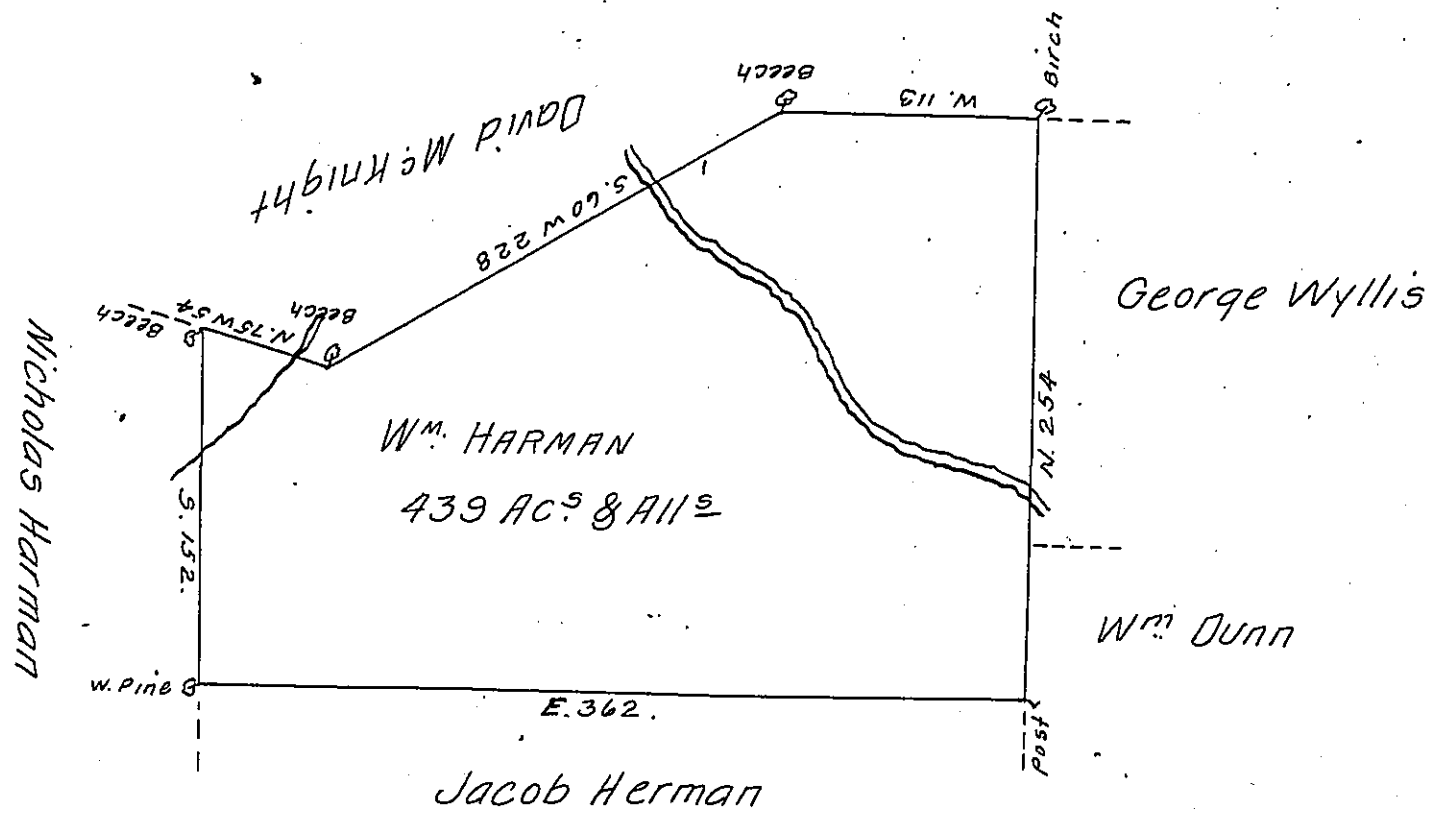 Birch
Beech
W. 113
David McKnight
S. 60 W 228
George Wyllis
Beech
N. 75 W 54
Beech
Nicholas Harman
N. 254
Wm. HARMAN
439 Acs. & Alls
S. 152.
Wm. Dunn
W. Pine
E. 362.
Post
Jacob Herman